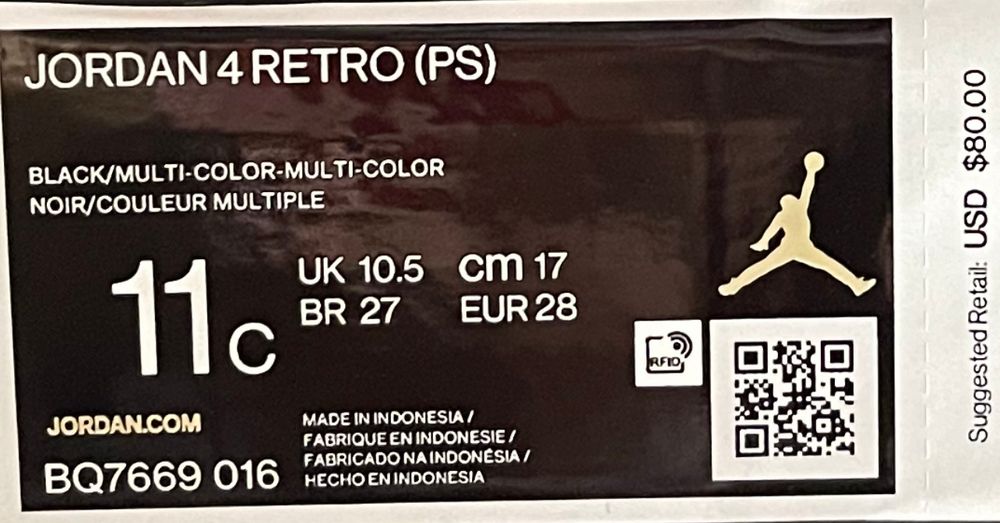 JORDAN 4 RETRO (PS)
BLACK/MULTI-COLOR-MULTI-COLOR
NOIR/COULEUR MULTIPLE
11C
UK 10.5 cm 17
BR 27 EUR 28
RFID
JORDAN.COM
BQ7669 016
MADE IN INDONESIA /
FABRIQUE EN INDONESIE /
FABRICADO NA INDONÉSIA /
HECHO EN INDONESIA
Suggested Retail: USD $80.00